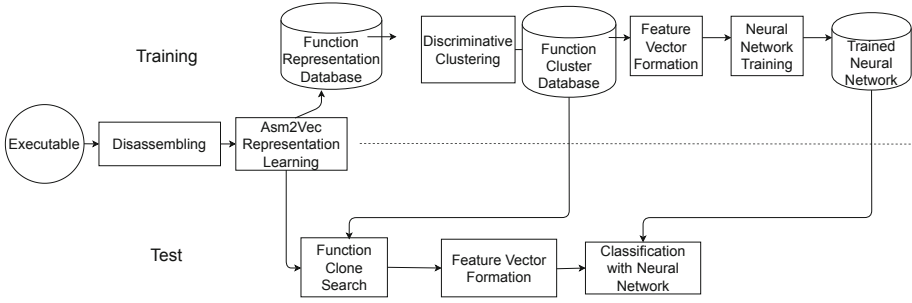 Training
Function
Representation
Database
Discriminative
Clustering
Function
Cluster
Database
Feature
Vector
Formation
Neural
Network
Training
Trained
Neural
Network
Executable
Disassembling
Asm2Vec
Representation
Learning
Test
Function
Clone
Search
Feature Vector
Formation
Classification
with Neural
Network